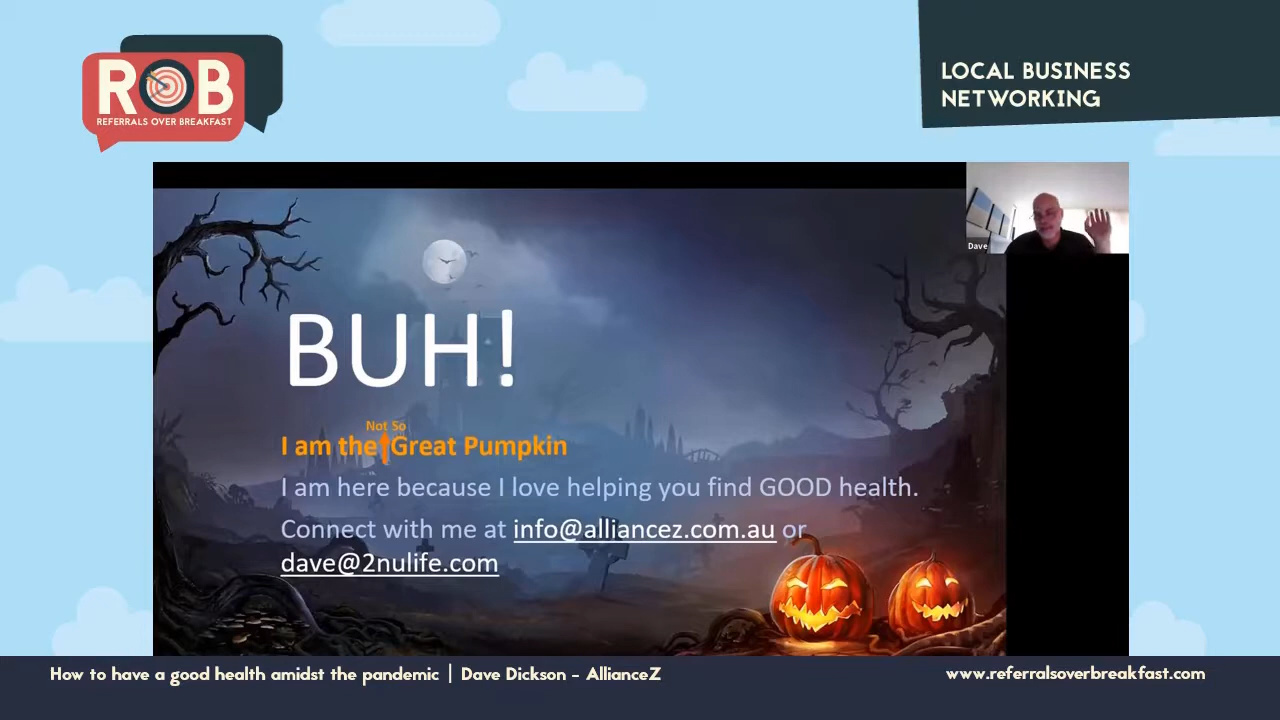 ROB
REFERRALS OVER BREAKFAST
LOCAL BUSINESS
NETWORKING
Dave
BUH!
Not So
I am the Great Pumpkin
I am here because I love helping you find GOOD health.
Connect with me at info@alliancez.com.au or
dave@2nulife.com
How to have a good health amidst the pandemic | Dave Dickson - AllianceZ
www.referralsoverbreakfast.com